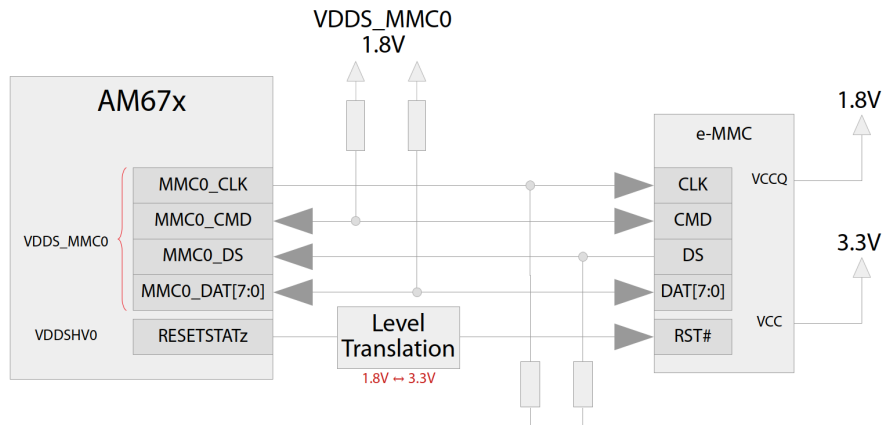 VDDS_MMC0
1.8V
AM67x
1.8V
e-MMC
MMC0_CLK
CLK
VCCQ
MMC0_CMD
CMD
VDDS_MMC0
3.3V
MMC0_DS
DS
MMC0_DAT[7:0]
DAT[7:0]
VDDSHV0
RESETSTATz
Level
Translation
RST#
VCC
1.8V ↔ 3.3V